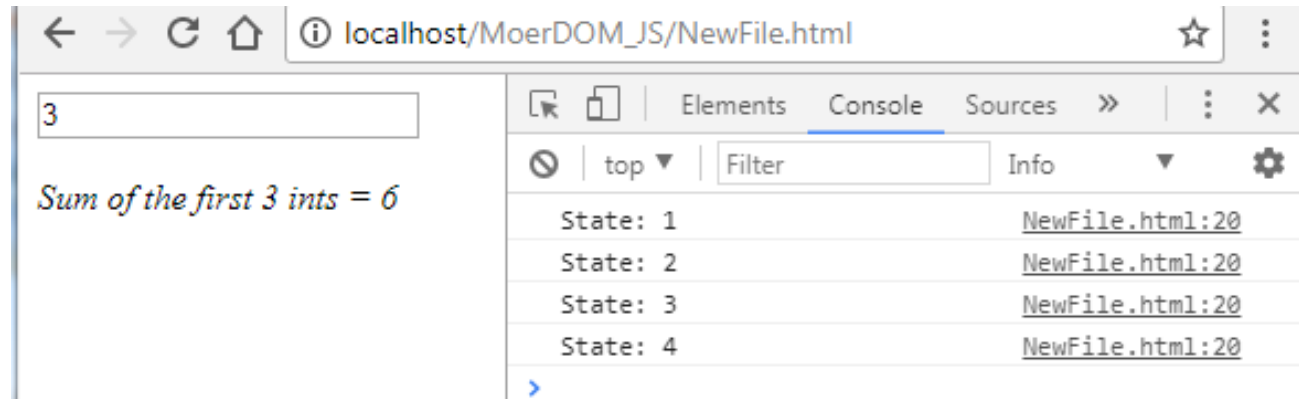 localhost/MoerDOM_JS/NewFile.html
3
Sum of the first 3 ints = 6
Elements Console Sources »
top ▼ Filter Info ▼
State: 1 NewFile.html:20
State: 2 NewFile.html:20
State: 3 NewFile.html:20
State: 4 NewFile.html:20
>